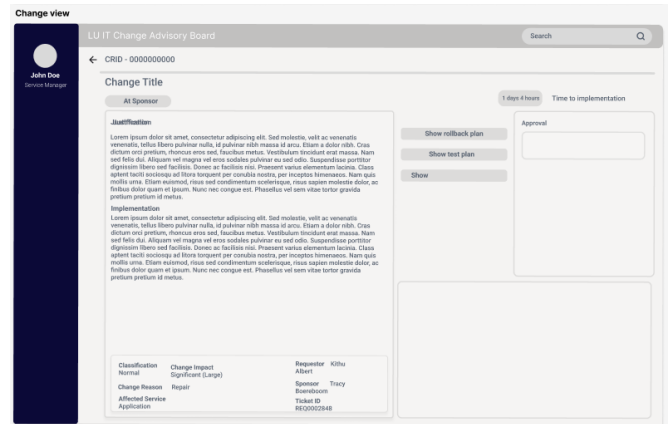 Change view
LU IT Change Advisory Board
Search
John Doe
Service Manager
CRID - 0000000000
Change Title
At Sponsor
1 days 4 hours
Time to implementation
Lorem ipsum dolor sit amet, consectetur adipiscing elit. Sed molestie, velit ac venenatis
venenatis, tellus libero pulvinar nulla, id pulvinar nibh massa id arcu. Etiam a dolor nibh. Cras
dictum orci pretium, rhoncus eros sed, faucibus metus. Vestibulum tincidunt erat massa. Nam
sed felis dui. Aliquam vel magna vel eros sodales pulvinar eu sed odio. Suspendisse porttitor
dignissim libero sed facilisis. Donec ac facilisis nisi. Praesent varius elementum lacinia. Class
aptent taciti sociosqu ad litora torquent per conubia nostra, per inceptos himenaeos. Nam quis
mollis urna. Etiam euismod, risus sed condimentum scelerisque, risus sapien molestie dolor, ac
finibus dolor quam et ipsum. Nunc nec congue est. Phasellus vel sem vitae tortor gravida
pretium pretium id metus.
Implementation
Lorem ipsum dolor sit amet, consectetur adipiscing elit. Sed molestie, velit ac venenatis
venenatis, tellus libero pulvinar nulla, id pulvinar nibh massa id arcu. Etiam a dolor nibh. Cras
dictum orci pretium, rhoncus eros sed, faucibus metus. Vestibulum tincidunt erat massa. Nam
sed felis dui. Aliquam vel magna vel eros sodales pulvinar eu sed odio. Suspendisse porttitor
dignissim libero sed facilisis. Donec ac facilisis nisi. Praesent varius elementum lacinia. Class
aptent taciti sociosqu ad litora torquent per conubia nostra, per inceptos himenaeos. Nam quis
mollis urna. Etiam euismod, risus sed condimentum scelerisque, risus sapien molestie dolor, ac
finibus dolor quam et ipsum. Nunc nec congue est. Phasellus vel sem vitae tortor gravida
pretium pretium id metus.
Show rollback plan
Show test plan
Show
Approval
Classification
Normal
Change Impact
Significant (Large)
Change Reason Repair
Affected Service
Application
Requestor Kithu
Albert
Sponsor Tracy
Boereboom
Ticket ID
REQ0002848